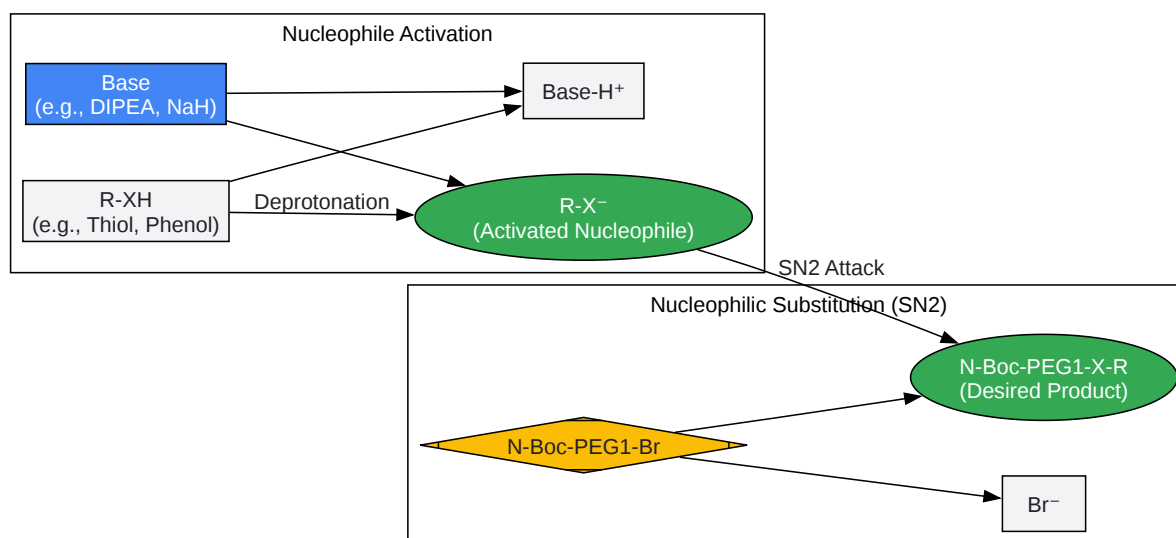 Nucleophile Activation
Base
(e.g., DIPEA, NaH)
Base-H⁺
R-XH
(e.g., Thiol, Phenol)
Deprotonation
R-X⁻
(Activated Nucleophile)
SN2 Attack
Nucleophilic Substitution (SN2)
N-Boc-PEG1-X-R
(Desired Product)
N-Boc-PEG1-Br
Br⁻